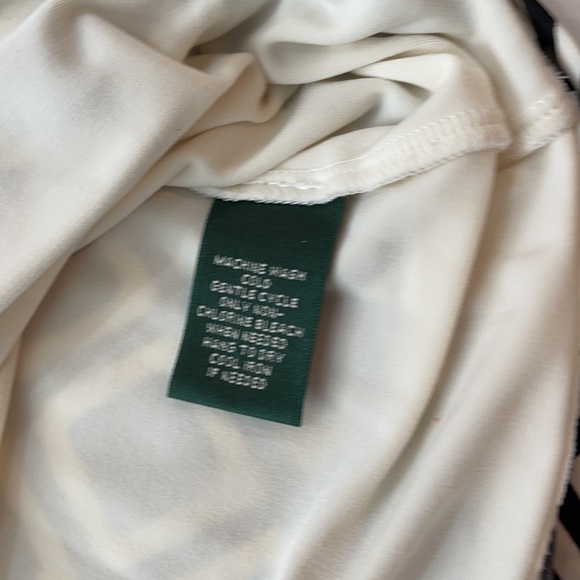 MACHINE WASH
COLD
GENTLE CYCLE
ONLY NON-
CHLORINE BLEACH
WHEN NEEDED
HANG TO DRY
COOL IRON
IF NEEDED